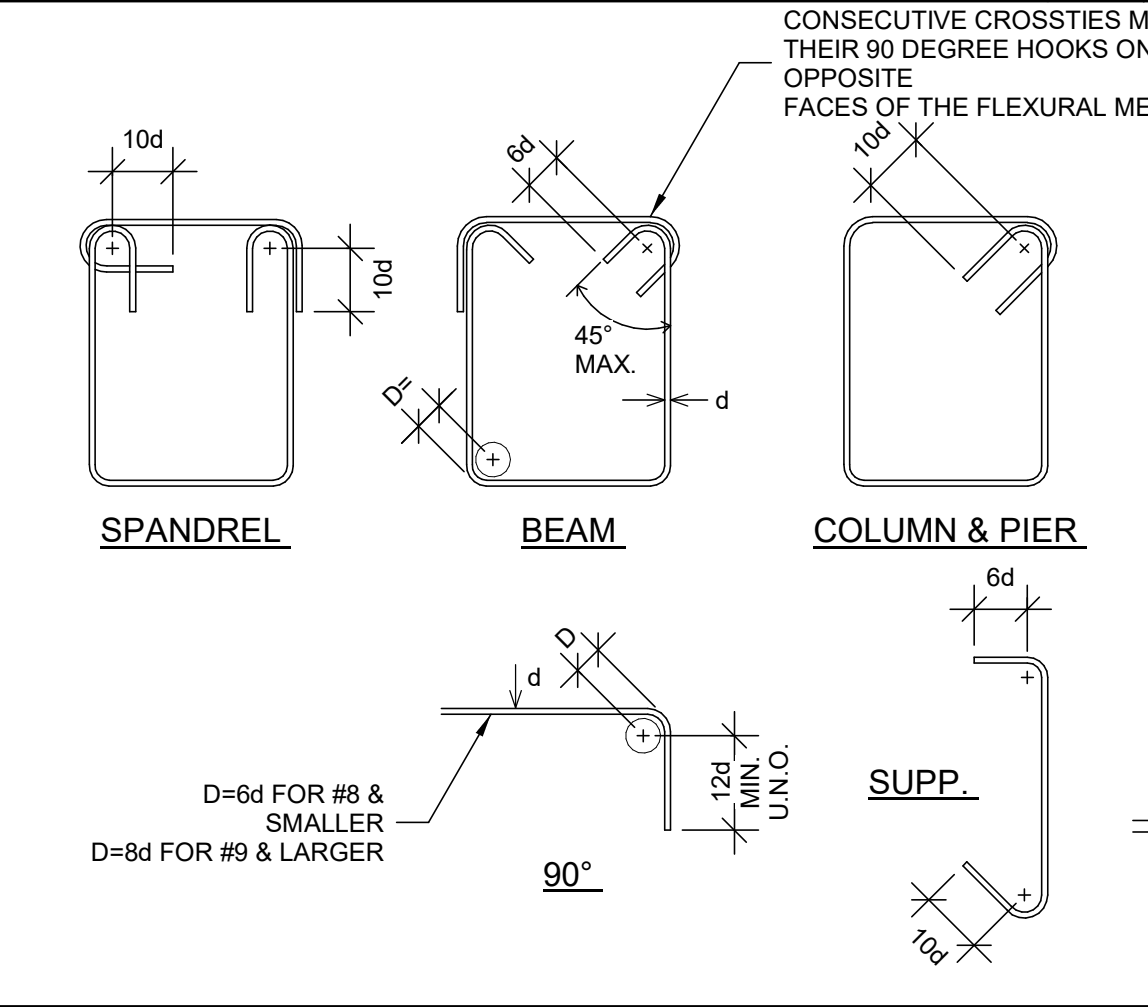 CONSECUTIVE CROSSTIES M
THEIR 90 DEGREE HOOKS ON
OPPOSITE
FACES OF THE FLEXURAL ME
10d
10d
6d
45°
MAX.
D=
d
10d
SPANDREL
BEAM
COLUMN & PIER
D
d
12d
MIN.
U.N.O.
D=6d FOR #8 &
SMALLER
D=8d FOR #9 & LARGER
90°
6d
SUPP.
10d